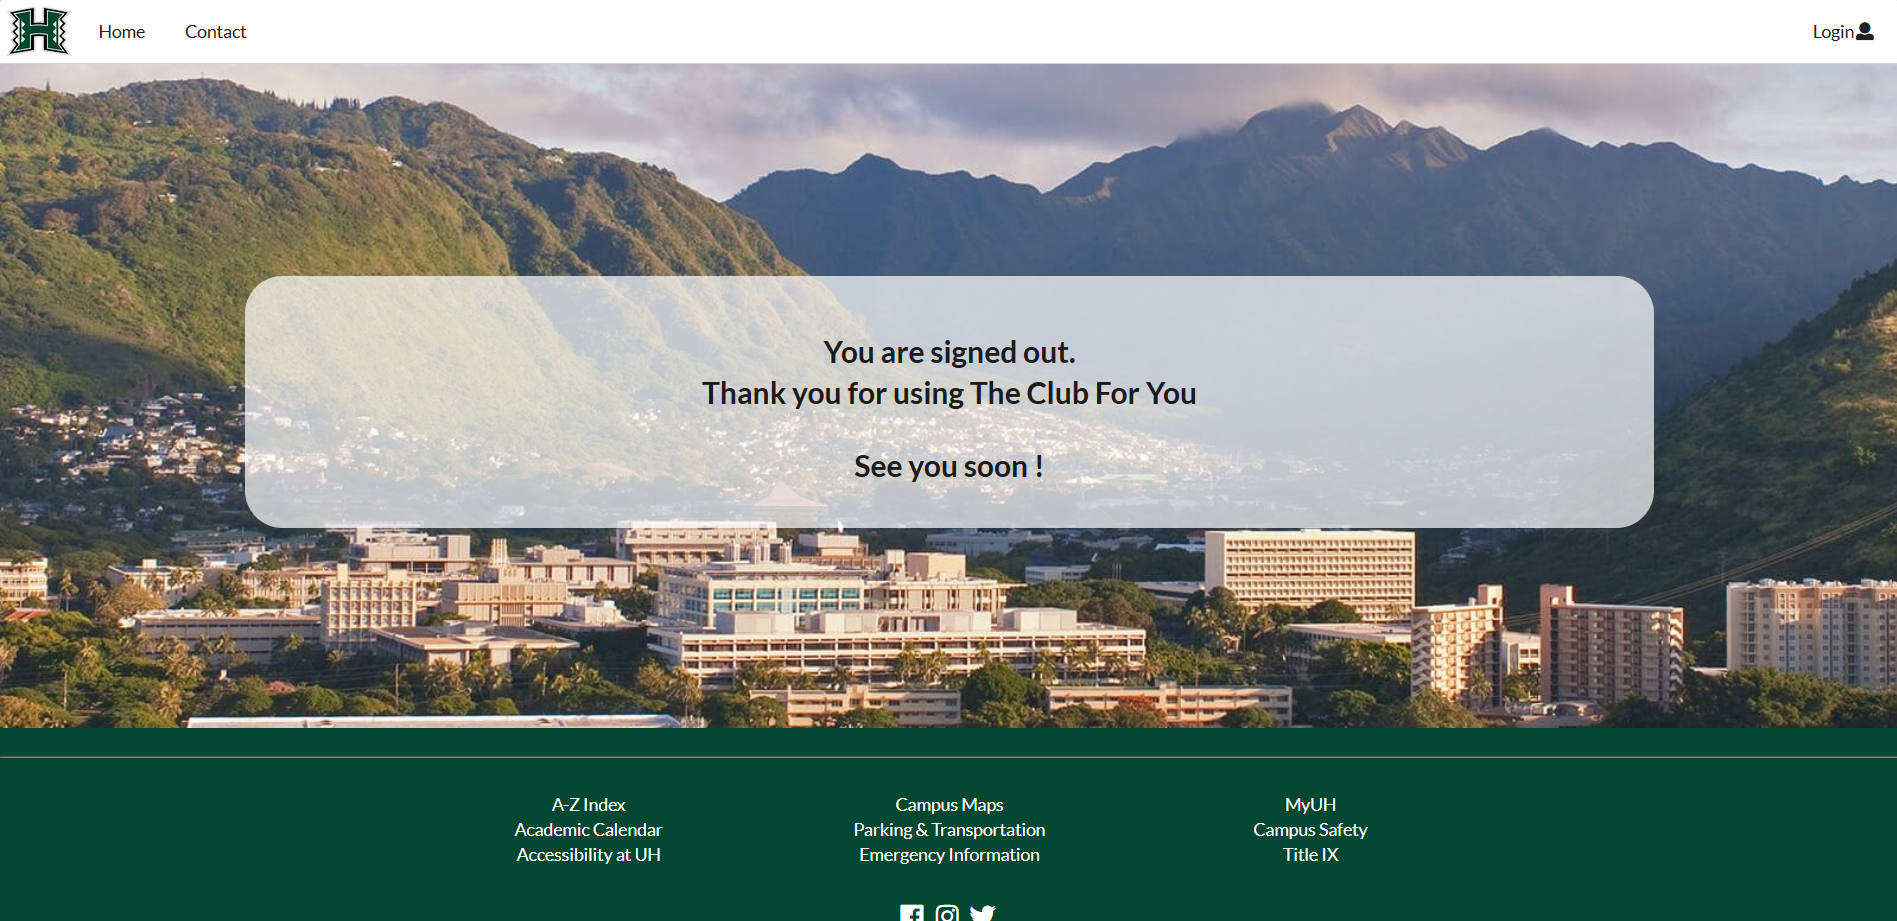 H
Home
Contact
Login
You are signed out.
Thank you for using The Club For You
See you soon !
A-Z Index
Academic Calendar
Accessibility at UH
Campus Maps
Parking & Transportation
Emergency Information
MyUH
Campus Safety
Title IX